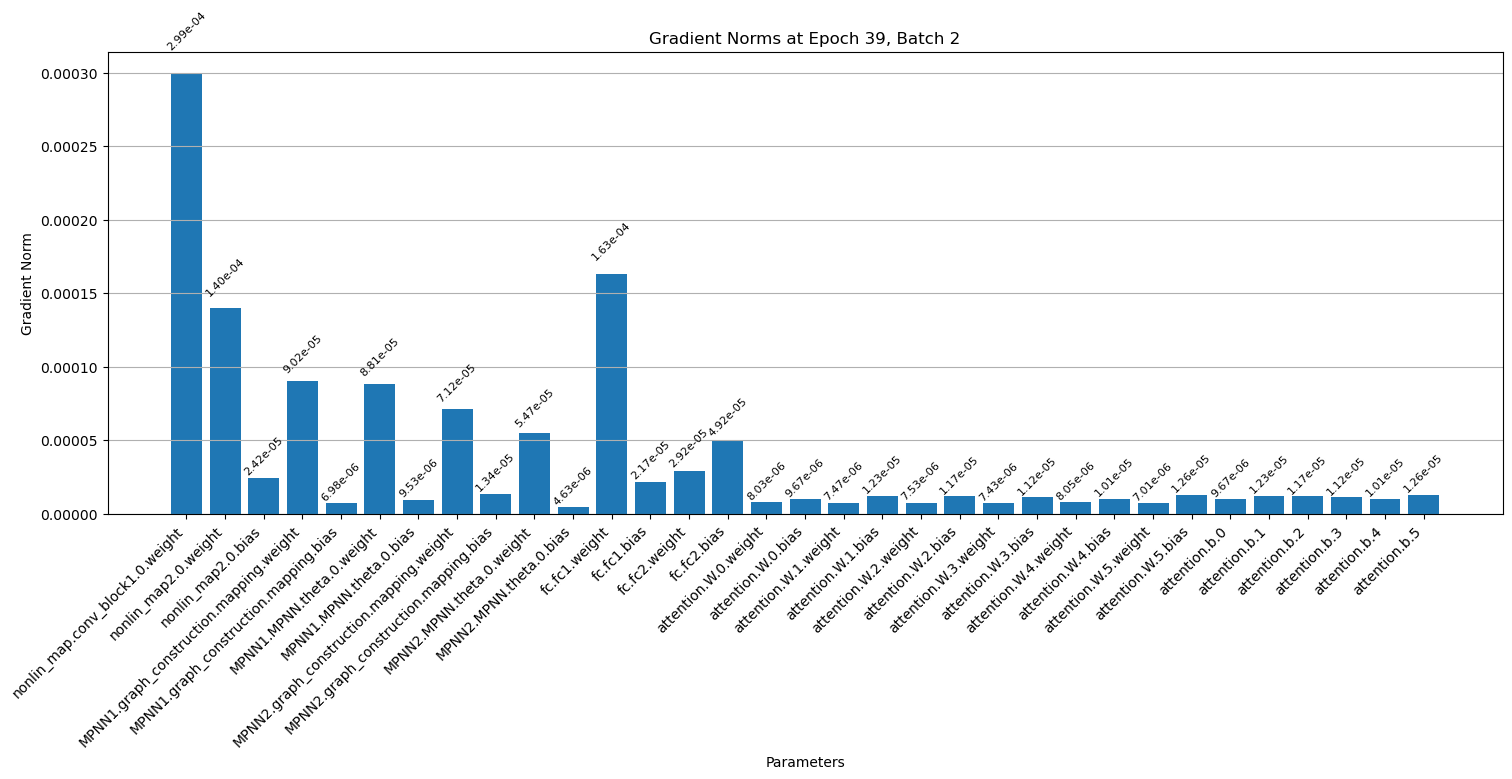 Gradient Norms at Epoch 39, Batch 2
Gradient Norm
0.00030
0.00025
0.00020
0.00015
0.00010
0.00005
0.00000
2.99e-04
1.40e-04
2.42e-05
9.02e-05
6.98e-06
8.81e-05
9.53e-06
7.12e-05
1.34e-05
5.47e-05
4.63e-06
1.63e-04
2.17e-05
2.92e-05
4.92e-05
8.03e-06
9.67e-06
7.47e-06
1.23e-05
7.53e-06
1.17e-05
7.43e-06
1.12e-05
8.05e-06
1.01e-05
7.01e-06
1.26e-05
9.67e-06
1.23e-05
1.17e-05
1.12e-05
1.01e-05
1.26e-05
nonlin_map.conv_block1.0.weight
nonlin_map2.0.weight
nonlin_map2.0.bias
MPNN1.graph_construction.mapping.weight
MPNN1.graph_construction.mapping.bias
MPNN1.MPNN.theta.0.weight
MPNN1.MPNN.theta.0.bias
MPNN2.graph_construction.mapping.weight
MPNN2.graph_construction.mapping.bias
MPNN2.MPNN.theta.0.weight
MPNN2.MPNN.theta.0.bias
fc.fc1.weight
fc.fc1.bias
fc.fc2.weight
fc.fc2.bias
attention.W.0.weight
attention.W.0.bias
attention.W.1.weight
attention.W.1.bias
attention.W.2.weight
attention.W.2.bias
attention.W.3.weight
attention.W.3.bias
attention.W.4.weight
attention.W.4.bias
attention.W.5.weight
attention.W.5.bias
attention.b.0
attention.b.1
attention.b.2
attention.b.3
attention.b.4
attention.b.5
Parameters